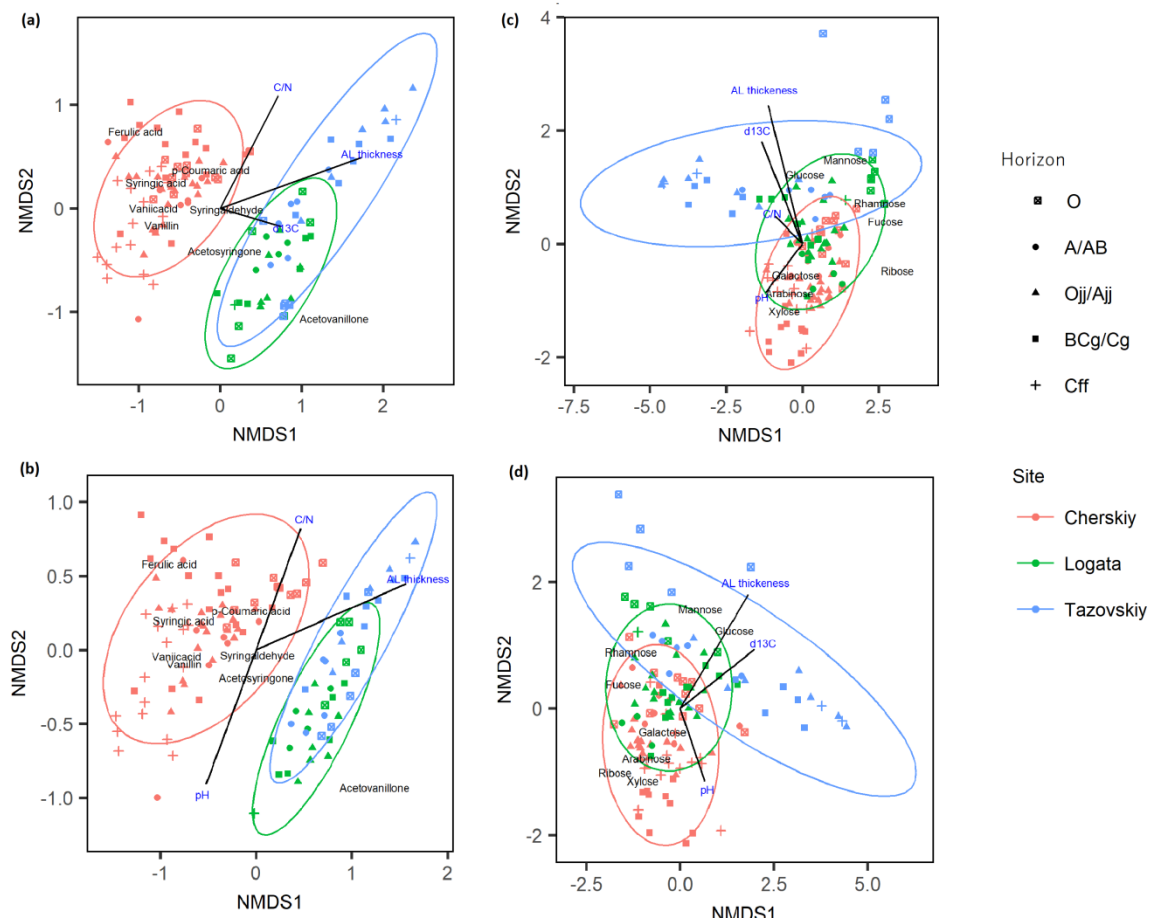 (a)
C/N
Ferulic acid
AL thickness
p-Coumaric acid
Syringic acid
Vanicacid
Syringaldehyde
Vanillin
d13C
Acetosyringone
Acetovanillone
1
0
-1
NMDS2
-1
0
1
2
NMDS1
(c)
AL thickeness
d13C
Mannose
Glucose
Rhamnose
C/N
Fucose
Ribose
Galactose
pH
Arabinose
Xylose
4
2
0
-2
NMDS2
-7.5
-5.0
-2.5
0.0
2.5
NMDS1
(b)
C/N
Ferulic acid
AL thickness
p-Coumaric acid
Syringic acid
Vanicacid
Syringaldehyde
Vanillin
Acetosyringone
Acetovanillone
pH
1.0
0.5
0.0
-0.5
-1.0
NMDS2
-1
0
1
2
NMDS1
(d)
AL thickeness
Mannose
Glucose
d13C
Rhamnose
Fucose
Galactose
Arabinose
Ribose
Xylose
pH
2
0
-2
NMDS2
-2.5
0.0
2.5
5.0
NMDS1
Horizon
O
A/AB
Ojj/Ajj
BCg/Cg
Cff
Site
Cherskiy
Logata
Tazovskiy